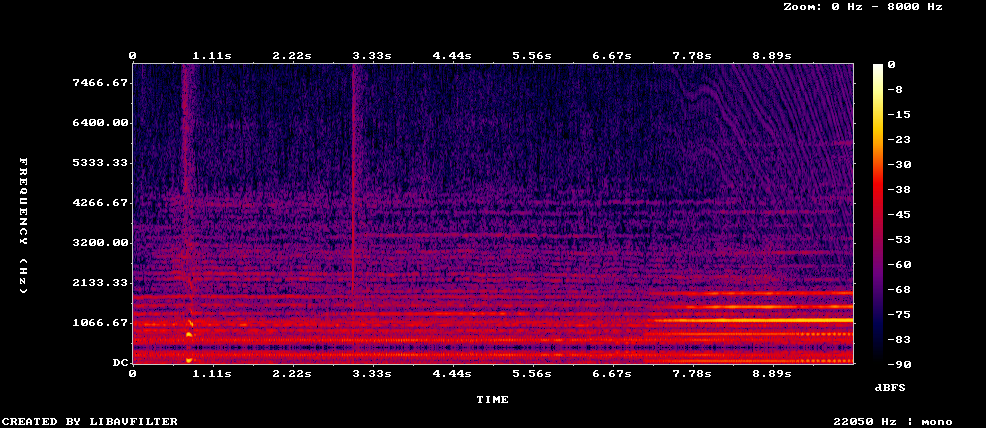 Zoom: 0 Hz - 8000 Hz
0 1.11s 2.22s 3.33s 4.44s 5.56s 6.67s 7.78s 8.89s
0
7466.67
-8
6400.00
-15
-23
5333.33
-30
FREQUENCY (Hz)
-38
4266.67
-45
3200.00
-53
-60
2133.33
-68
1066.67
-75
-83
DC
-90
0 1.11s 2.22s 3.33s 4.44s 5.56s 6.67s 7.78s 8.89s
dBFS
TIME
CREATED BY LIBAVFILTER
22050 Hz | mono